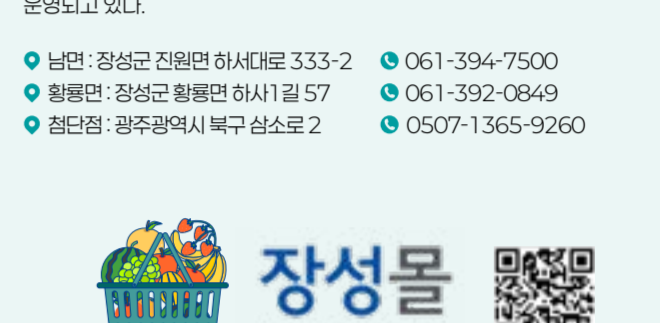 운영되고 있다.
남면 : 장성군 진원면 하서대로 333-2 061-394-7500
황룡면 : 장성군 황룡면 하사1길 57 061-392-0849
첨단점 : 광주광역시 북구 삼소로 2 0507-1365-9260
장성몰